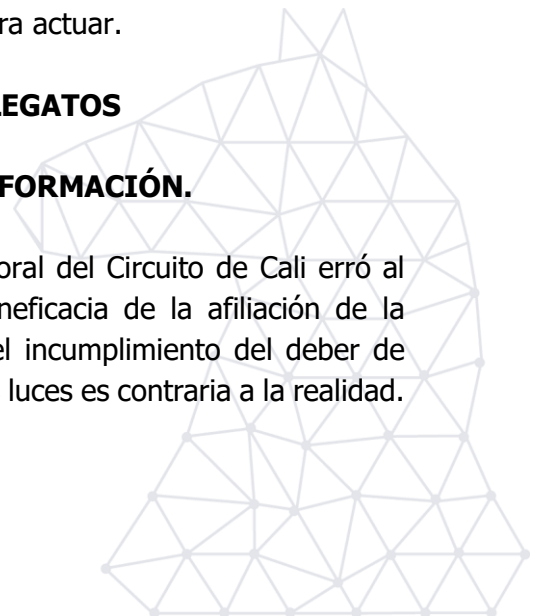 ra actuar.
LEGATOS
FORMACIÓN.
oral del Circuito de Cali erró al
neficacia de la afiliación de la
el incumplimiento del deber de
luces es contraria a la realidad.